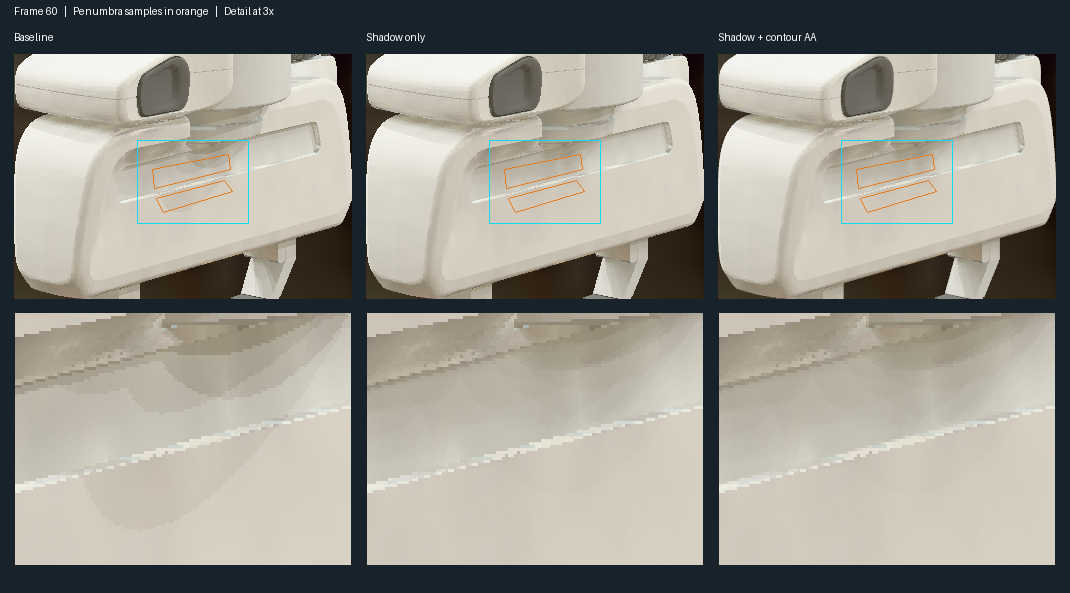 Frame 60 | Penumbra samples in orange | Detail at 3x
Baseline
Shadow only
Shadow + contour AA